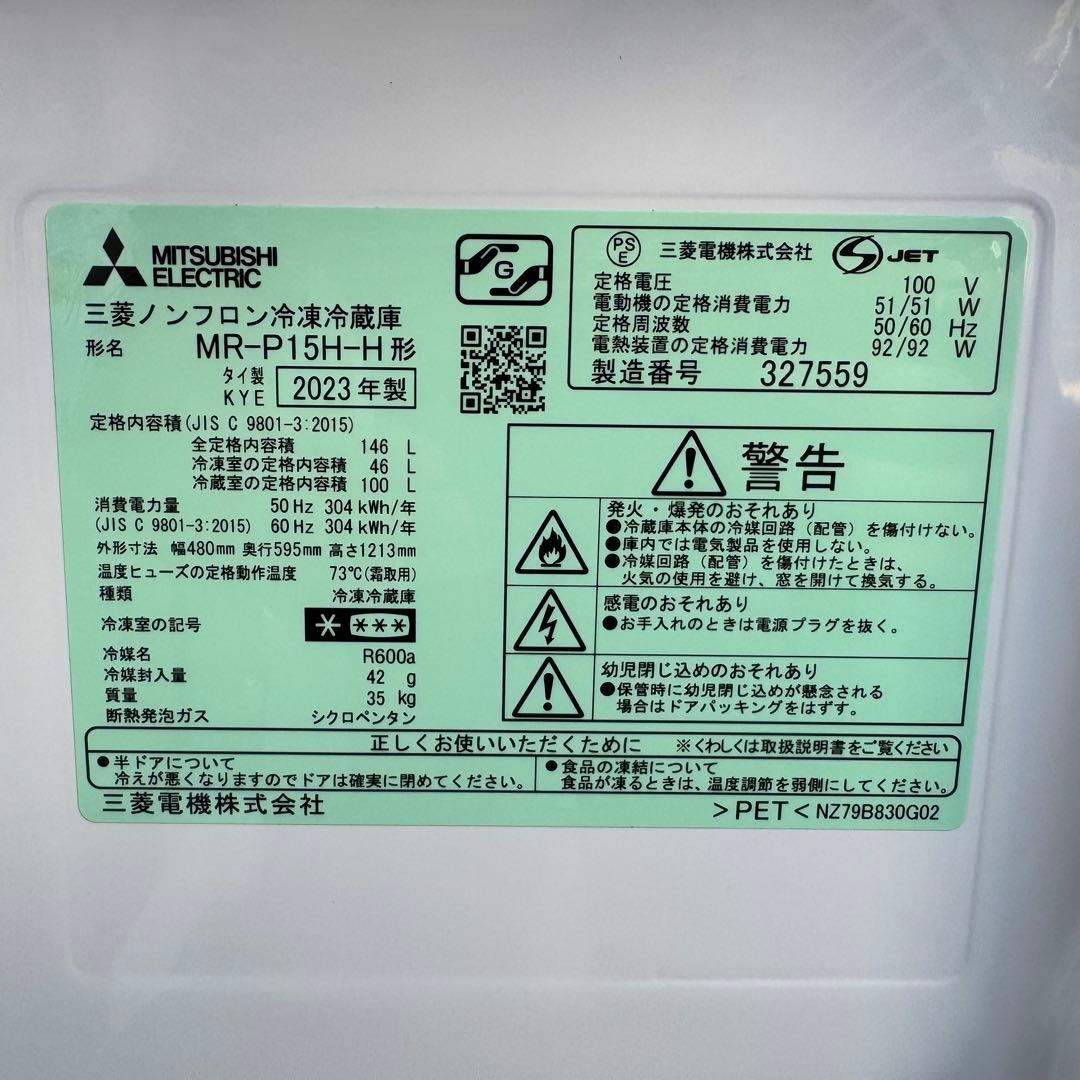 MITSUBISHI
ELECTRIC
G
三菱ノンフロン冷凍冷蔵庫
形名 MR-P15H-H形
タイ製
KYE 2023年製
定格内容積(JIS C 9801-3:2015)
全定格内容積 146 L
冷凍室の定格内容積 46 L
冷蔵室の定格内容積 100 L
消費電力量 50Hz 304kWh/年
(JIS C 9801-3:2015) 60Hz 304kWh/年
外形寸法 幅480mm 奥行595mm 高さ1213mm
温度ヒューズの定格動作温度 73℃(霜取用)
種類 冷凍冷蔵庫
冷凍室の記号 * ***
冷媒名 R600a
冷媒封入量 42 g
質量 35 kg
断熱発泡ガス シクロペンタン
PS
E 三菱電機株式会社 S JET
定格電圧 100 V
電動機の定格消費電力 51/51 W
定格周波数 50/60 Hz
電熱装置の定格消費電力 92/92 W
製造番号 327559
警告
発火・爆発のおそれあり
●冷蔵庫本体の冷媒回路（配管）を傷付けない。
●庫内では電気製品を使用しない。
●冷媒回路（配管）を傷付けたときは、
火気の使用を避け、窓を開けて換気する。
感電のおそれあり
●お手入れのときは電源プラグを抜く。
幼児閉じ込めのおそれあり
●保管時に幼児閉じ込めが懸念される
場合はドアパッキングをはずす。
正しくお使いいただくために ※くわしくは取扱説明書をご覧ください
●半ドアについて
冷えが悪くなりますのでドアは確実に閉めてください。
●食品の凍結について
食品が凍るときは、温度調節を弱側にしてください。
三菱電機株式会社 >PET< NZ79B830G02